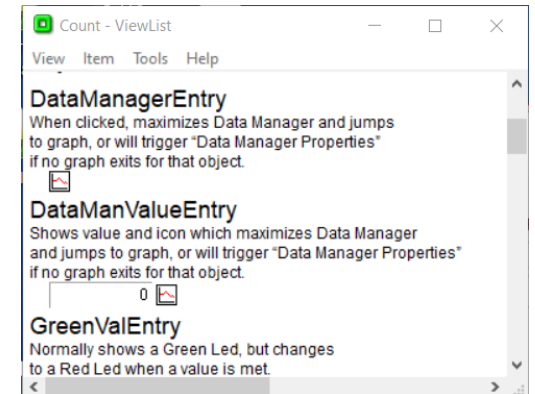 Count - ViewList
View Item Tools Help
DataManagerEntry
When clicked, maximizes Data Manager and jumps
to graph, or will trigger “Data Manager Properties”
if no graph exits for that object.
DataManValueEntry
Shows value and icon which maximizes Data Manager
and jumps to graph, or will trigger “Data Manager Properties”
if no graph exits for that object.
0
GreenValEntry
Normally shows a Green Led, but changes
to a Red Led when a value is met.